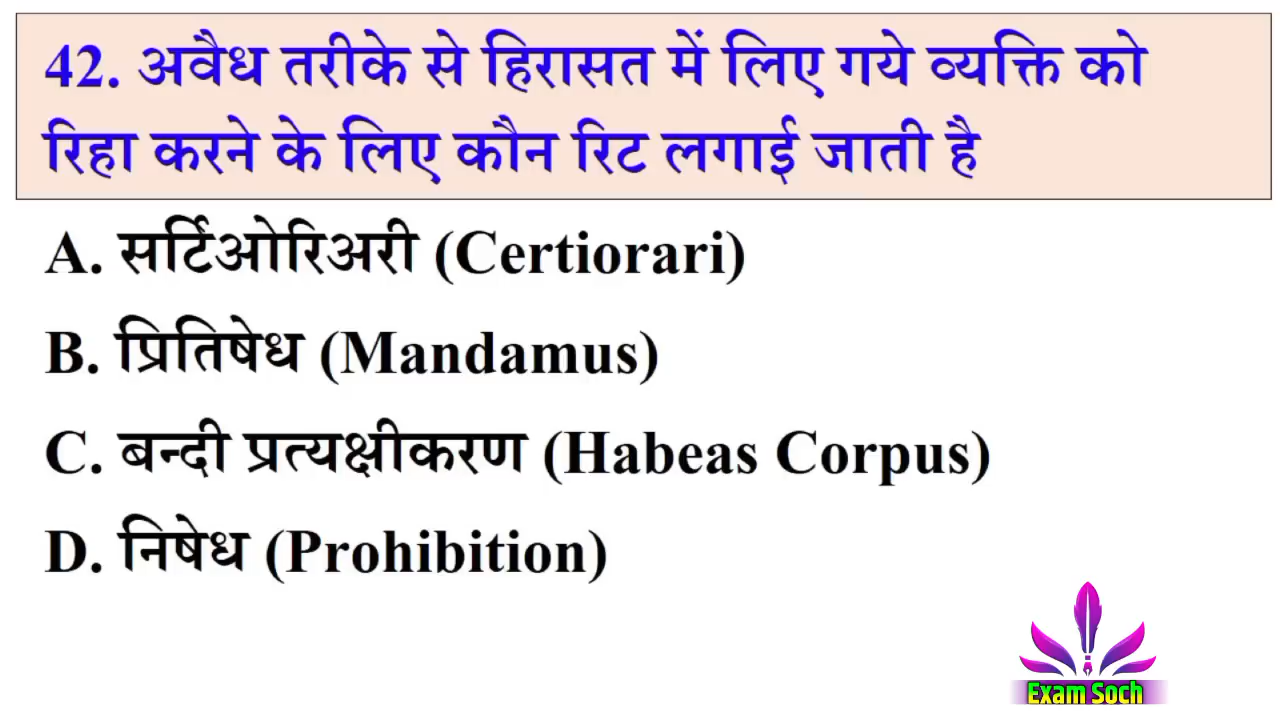 42. अवैध तरीके से हिरासत में लिए गये व्यक्ति को
रिहा करने के लिए कौन रिट लगाई जाती है
A. सर्टिओरिअरी (Certiorari)
B. प्रितिषेध (Mandamus)
C. बन्दी प्रत्यक्षीकरण (Habeas Corpus)
D. निषेध (Prohibition)
Exam Soch